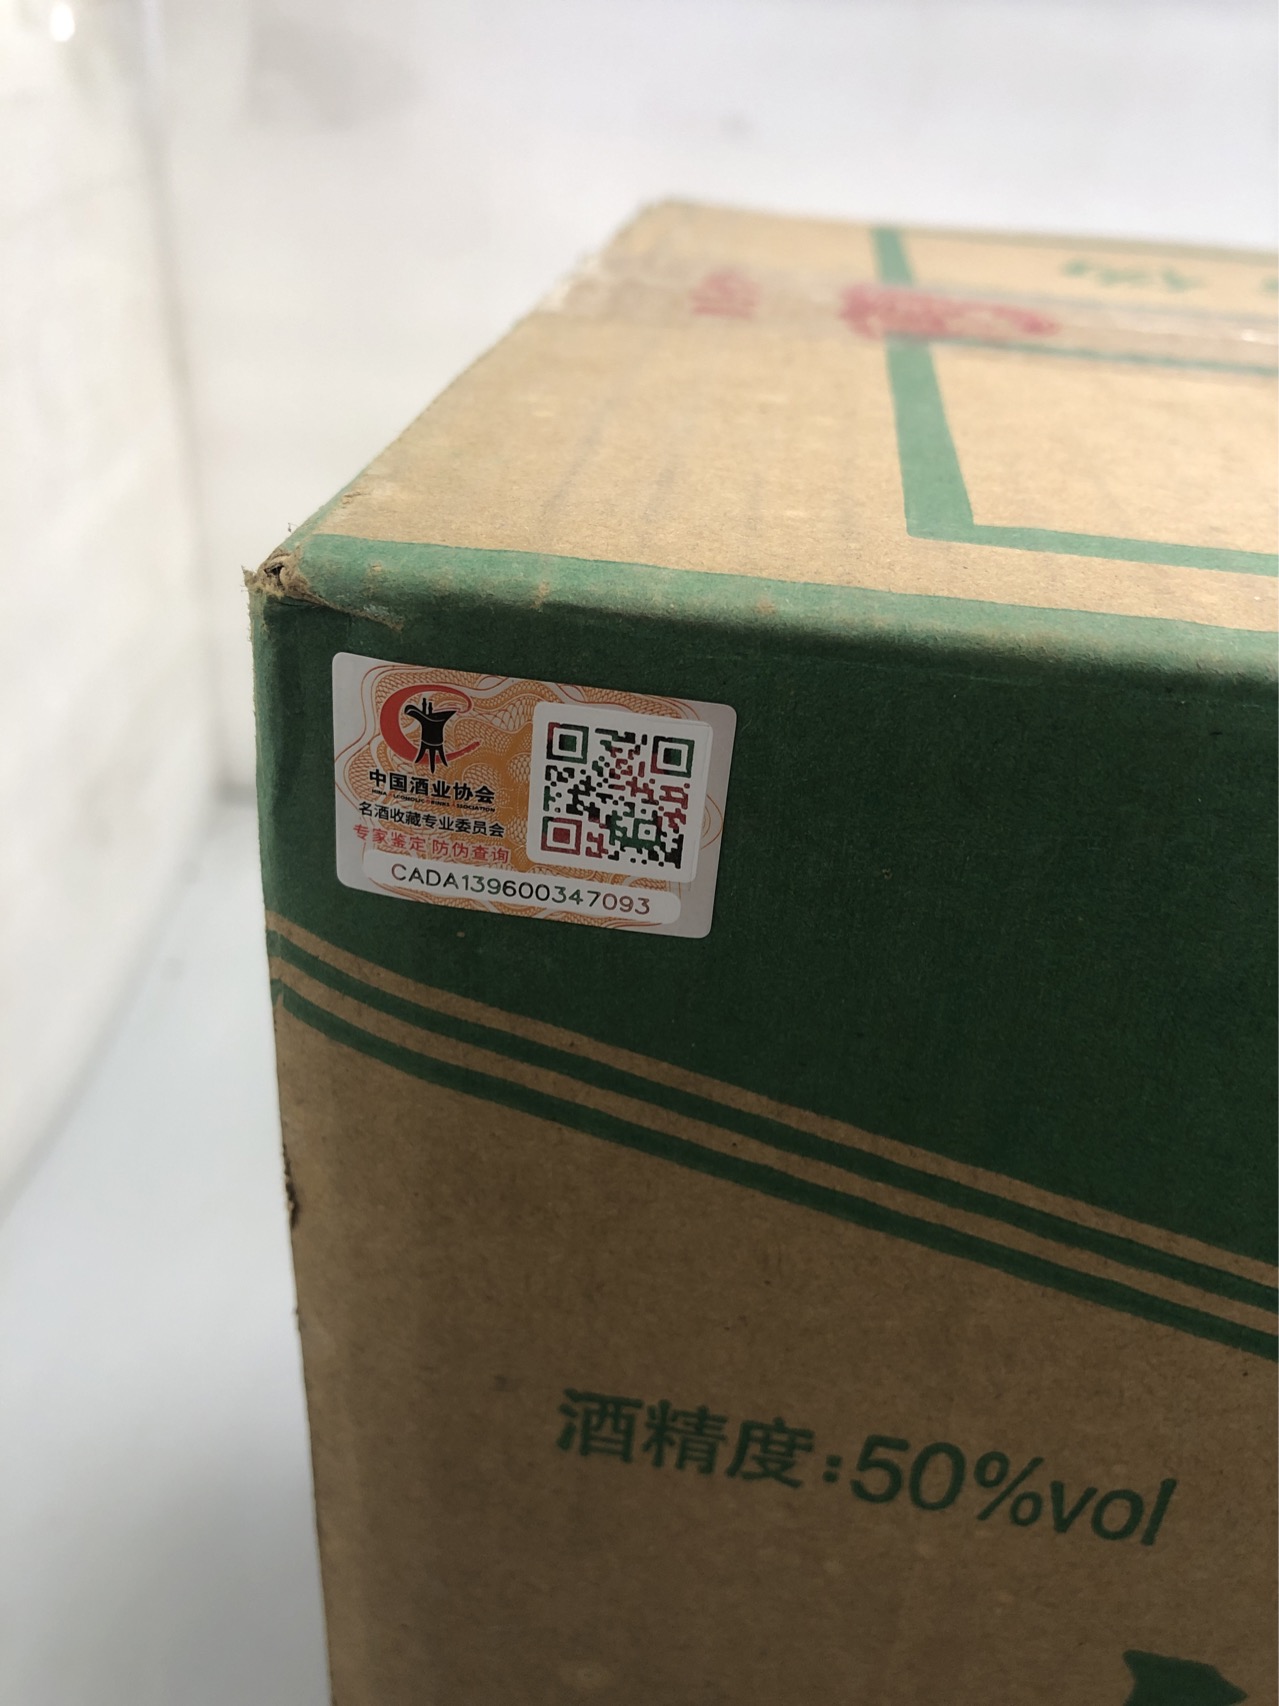 中国酒业协会
名酒收藏专业委员会
专家鉴定 防伪查询
CADA139600347093
酒精度:50%vol